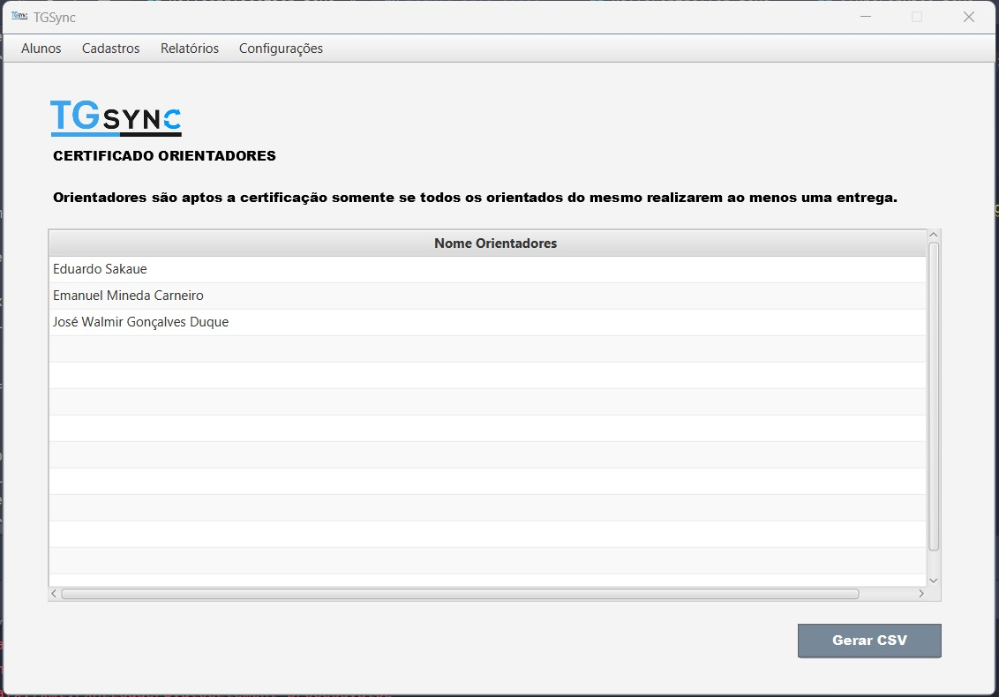 TGSync
Alunos Cadastros Relatórios Configurações
TGSYNC
CERTIFICADO ORIENTADORES
Orientadores são aptos a certificação somente se todos os orientados do mesmo realizarem ao menos uma entrega.
Nome Orientadores
Eduardo Sakaue
Emanuel Mineda Carneiro
José Walmir Gonçalves Duque
Gerar CSV